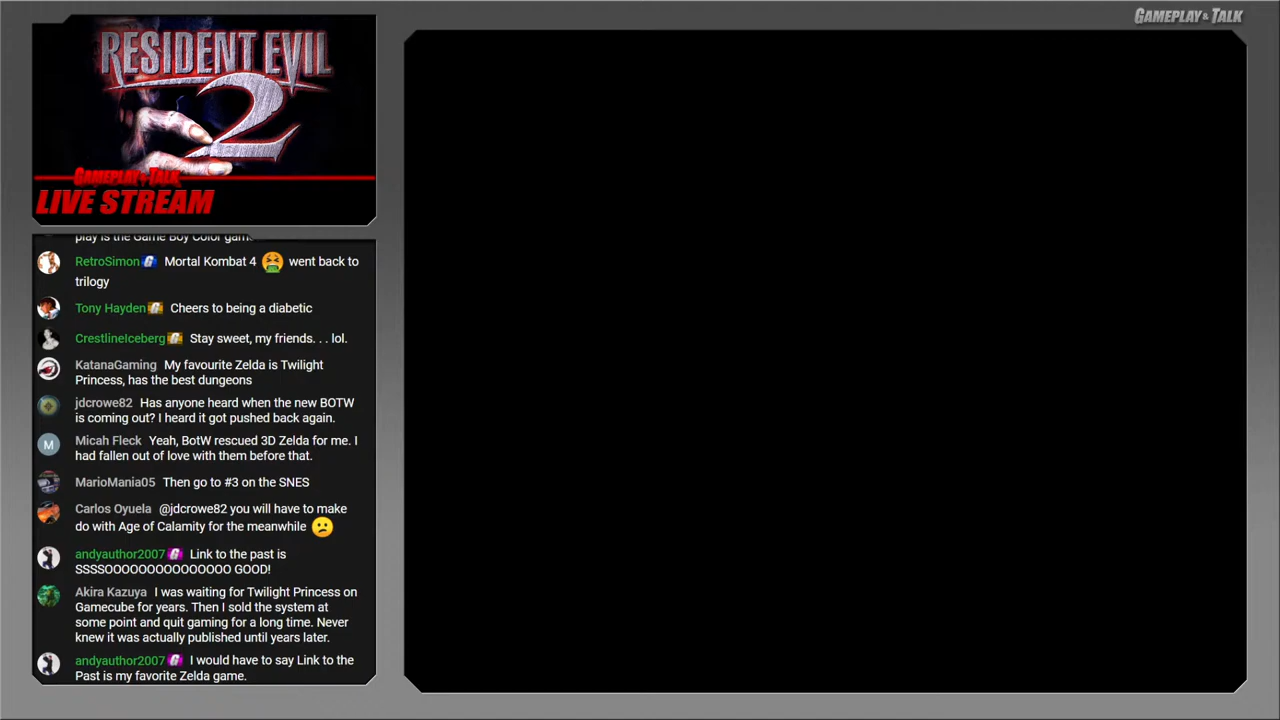 GAMEPLAY & TALK
RESIDENT EVIL
2
GAMEPLAY & TALK
LIVE STREAM
play is the Game Boy Color game
RetroSimon Mortal Kombat 4 🤮 went back to
trilogy
Tony Hayden Cheers to being a diabetic
CrestlineIceberg Stay sweet, my friends. . . lol.
KatanaGaming My favourite Zelda is Twilight
Princess, has the best dungeons
jdcrowe82 Has anyone heard when the new BOTW
is coming out? I heard it got pushed back again.
M Micah Fleck Yeah, BotW rescued 3D Zelda for me. I
had fallen out of love with them before that.
MarioMania05 Then go to #3 on the SNES
Carlos Oyuela @jdcrowe82 you will have to make
do with Age of Calamity for the meanwhile 😕
andyauthor2007 Link to the past is
SSSSOOOOOOOOOOOOOOO GOOD!
Akira Kazuya I was waiting for Twilight Princess on
Gamecube for years. Then I sold the system at
some point and quit gaming for a long time. Never
knew it was actually published until years later.
andyauthor2007 I would have to say Link to the
Past is my favorite Zelda game.